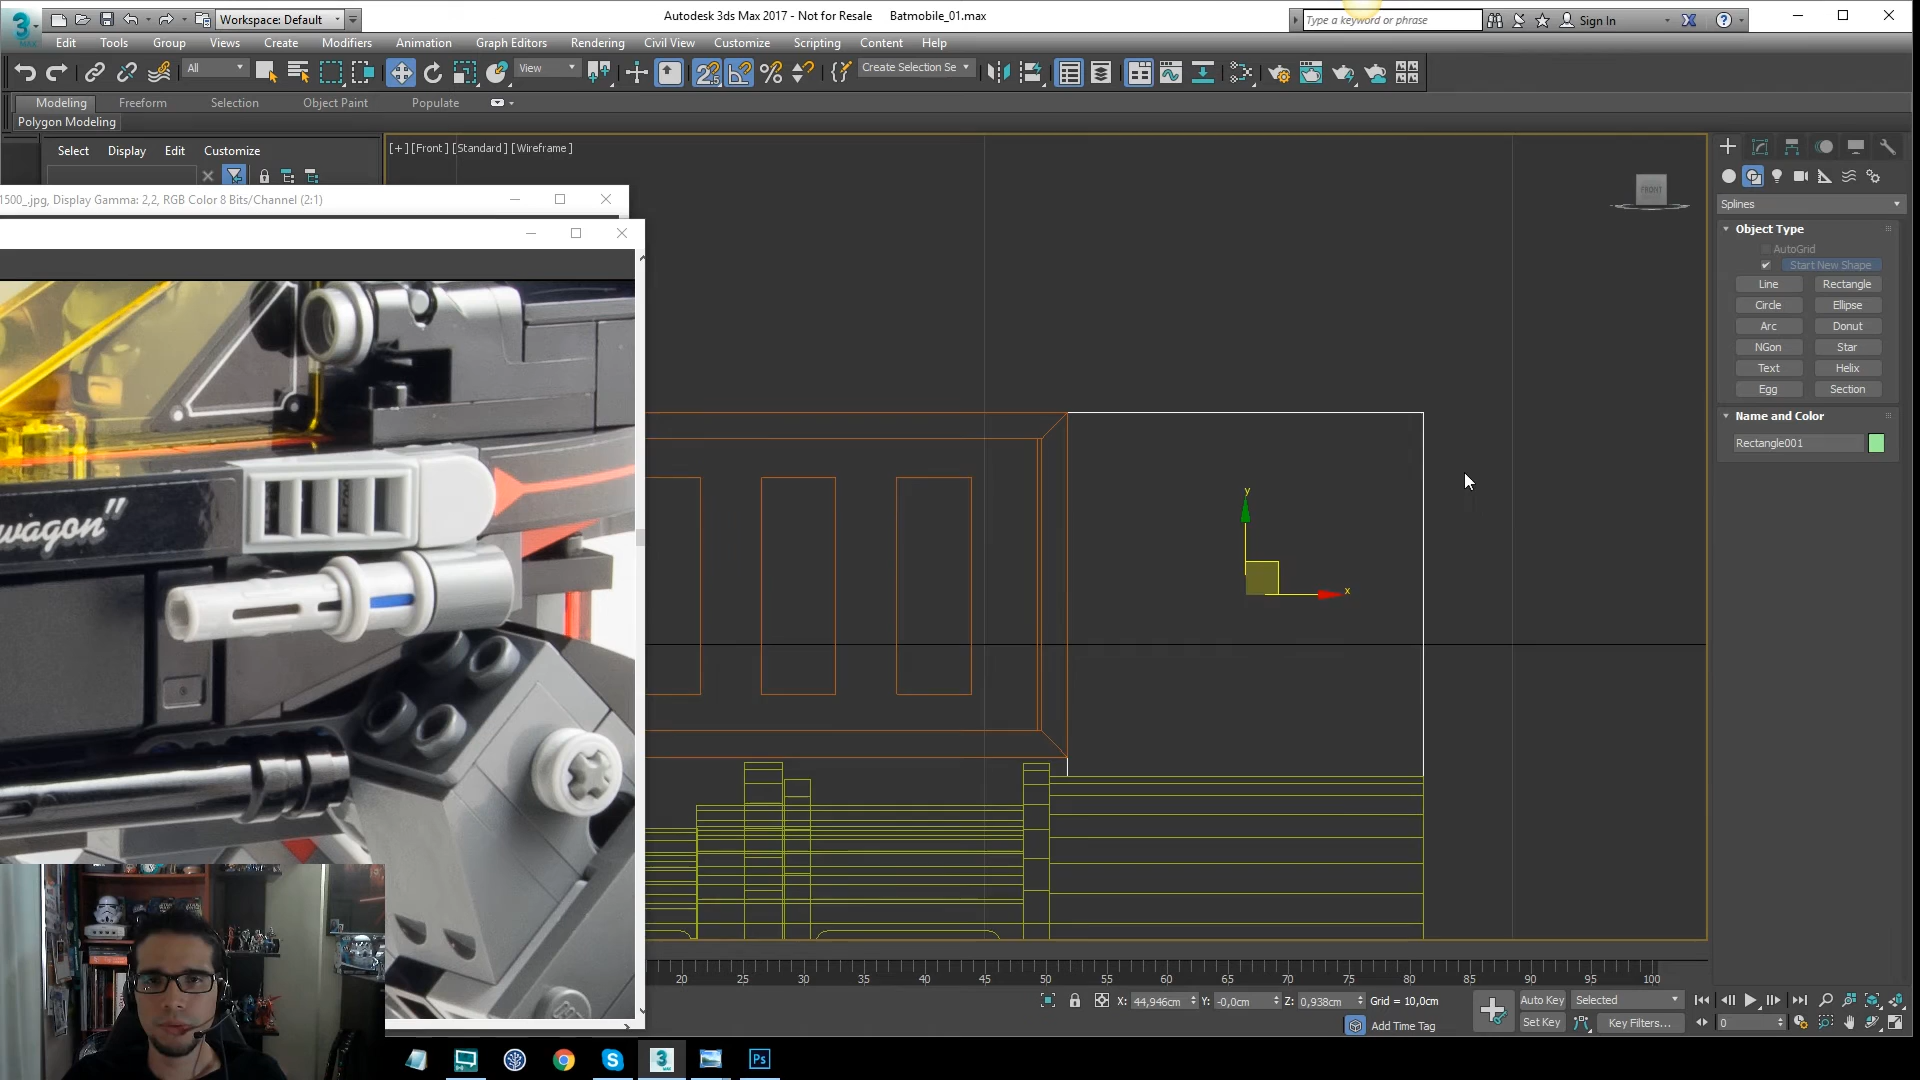 3
MAX
Workspace: Default
Autodesk 3ds Max 2017 - Not for Resale    Batmobile_01.max
Type a keyword or phrase
Sign In
Edit Tools Group Views Create Modifiers Animation Graph Editors Rendering Civil View Customize Scripting Content Help
All
View
Create Selection Se
Modeling Freeform Selection Object Paint Populate
Polygon Modeling
Select Display Edit Customize
[+] [Front ] [Standard ] [Wireframe ]
FRONT
1500_.jpg, Display Gamma: 2,2, RGB Color 8 Bits/Channel (2:1)
Splines
Object Type
AutoGrid
Start New Shape
Line Rectangle
Circle Ellipse
Arc Donut
NGon Star
Text Helix
Egg Section
Name and Color
Rectangle001
wagon"
y
x
20 25 30 35 40 45 50 55 60 65 70 75 80 85 90 95 100
X: 44,946cm Y: -0,0cm Z: 0,938cm Grid = 10,0cm
Auto Key Selected
Add Time Tag
Set Key Key Filters... 0
S 3 MAX Ps